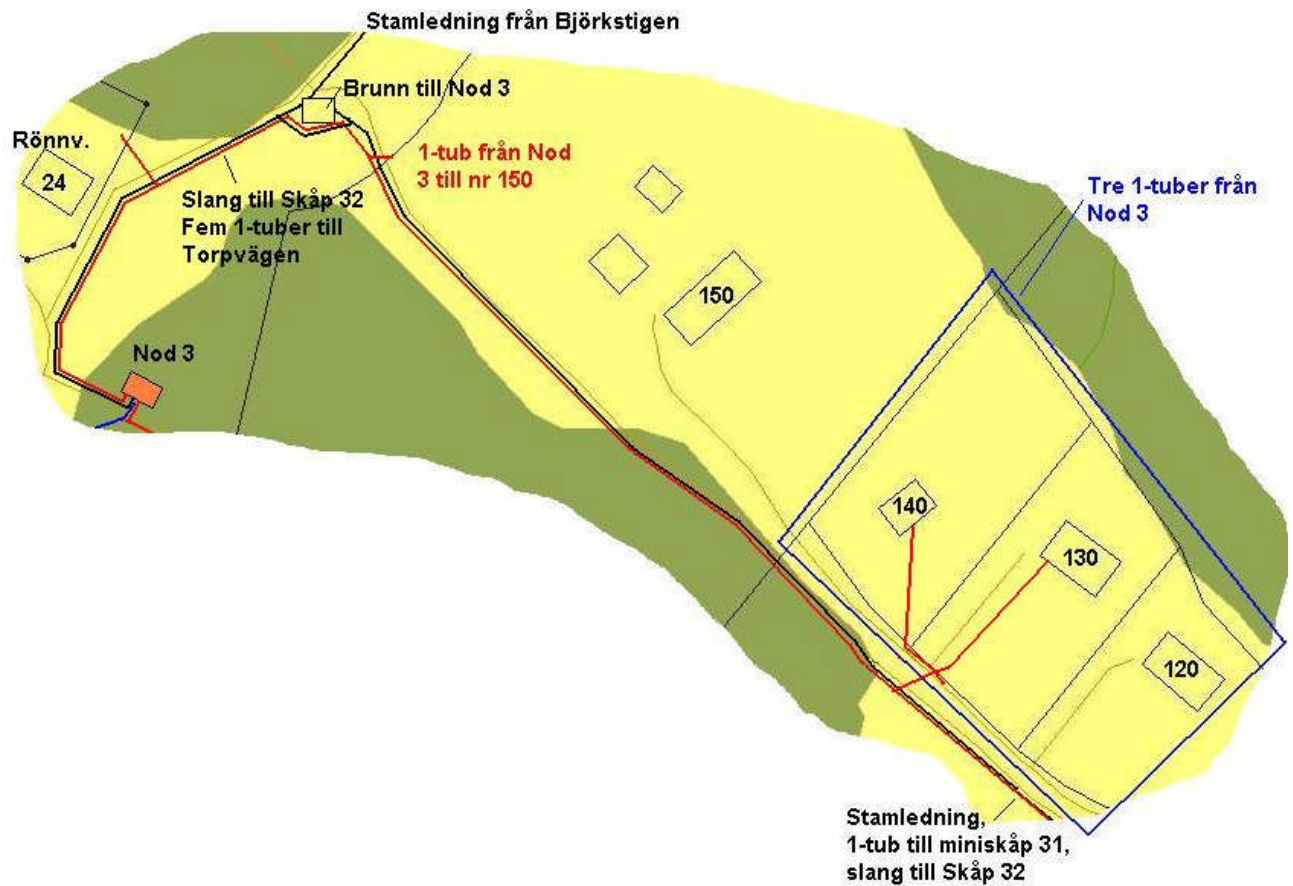 Stamledning från Björkstigen
Brunn till Nod 3
Rönnv.
24
1-tub från Nod
3 till nr 150
Slang till Skåp 32
Fem 1-tuber till
Torpvägen
Tre 1-tuber från
Nod 3
150
Nod 3
140
130
120
Stamledning,
1-tub till miniskåp 31,
slang till Skåp 32